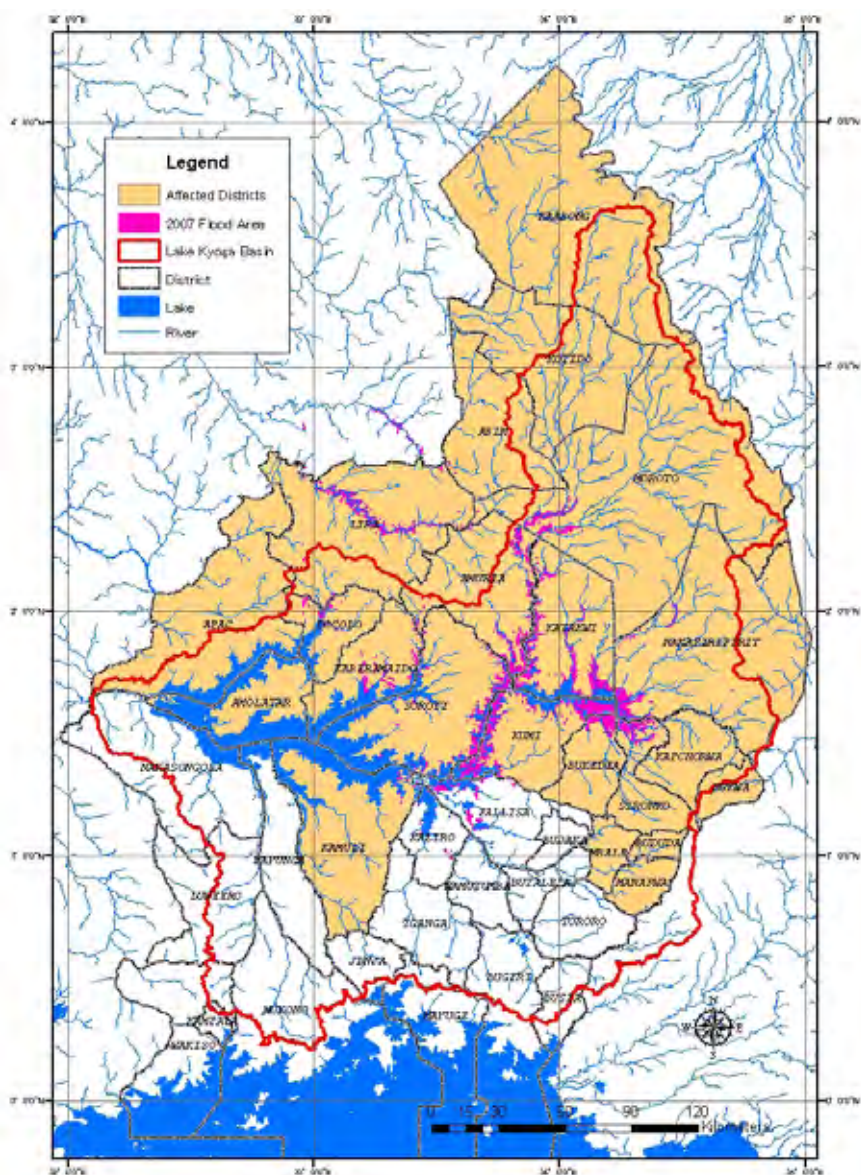 Legend
Affected Districts
2007 Flood Area
Lake Kyoga Basin
District
Lake
River
KAABONG
KOTIDO
ABIM
MOROTO
LIRA
AMURIA
APAC
DOKOLO
KATAKWI
NAKAPIRIPIRIT
KABERAMAIDO
AMOLATAR
SOROTI
KUMI
BUKEDEA
KAPCHORWA
NAKASONGOLA
BUKWA
SIRONKO
PALLISA
KAMULI
KALIRO
BUDAKA
MBALE
BUDUDA
KAYUNGA
NAMUTUMBA
BUTALEJA
MANAFWA
LUWERO
IGANGA
TORORO
JINJA
BUGIRI
BUSIA
MUKONO
MAYUGE
KAMPALA
WAKISO
N
W
E
S
0
15
30
60
90
120
Kilometers